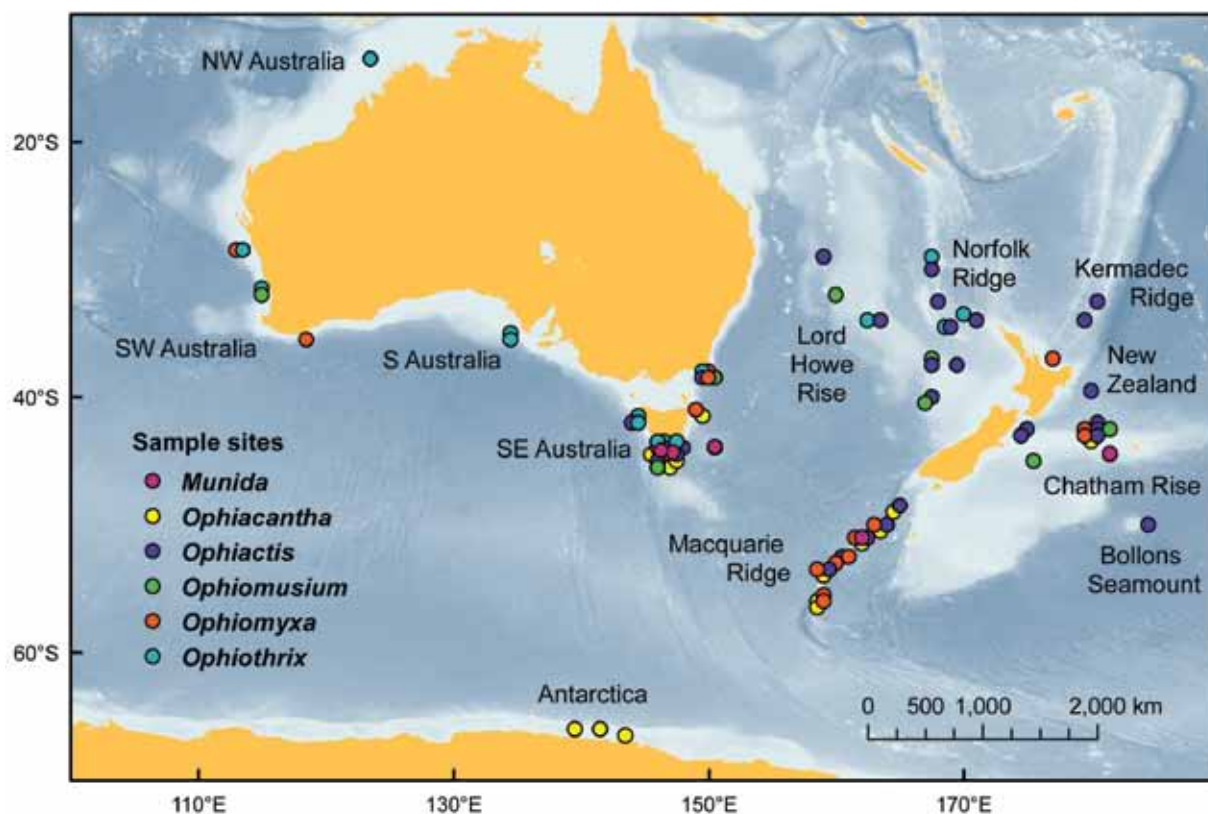 NW Australia
20°S
Norfolk
Ridge
Kermadec
Ridge
SW Australia
S Australia
Lord
Howe
Rise
New
Zealand
40°S
Sample sites
SE Australia
Munida
Chatham Rise
Ophiacantha
Ophiactis
Macquarie
Ridge
Bollons
Seamount
Ophiomusium
Ophiomyxa
60°S
Ophiothrix
Antarctica
0 500 1,000 2,000 km
110°E 130°E 150°E 170°E